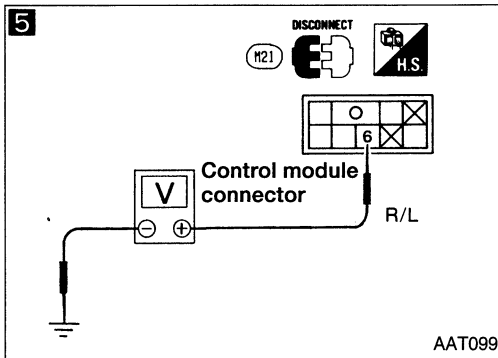 5
DISCONNECT
M21
H.S.
6
Control module
connector
V
R/L
AAT099